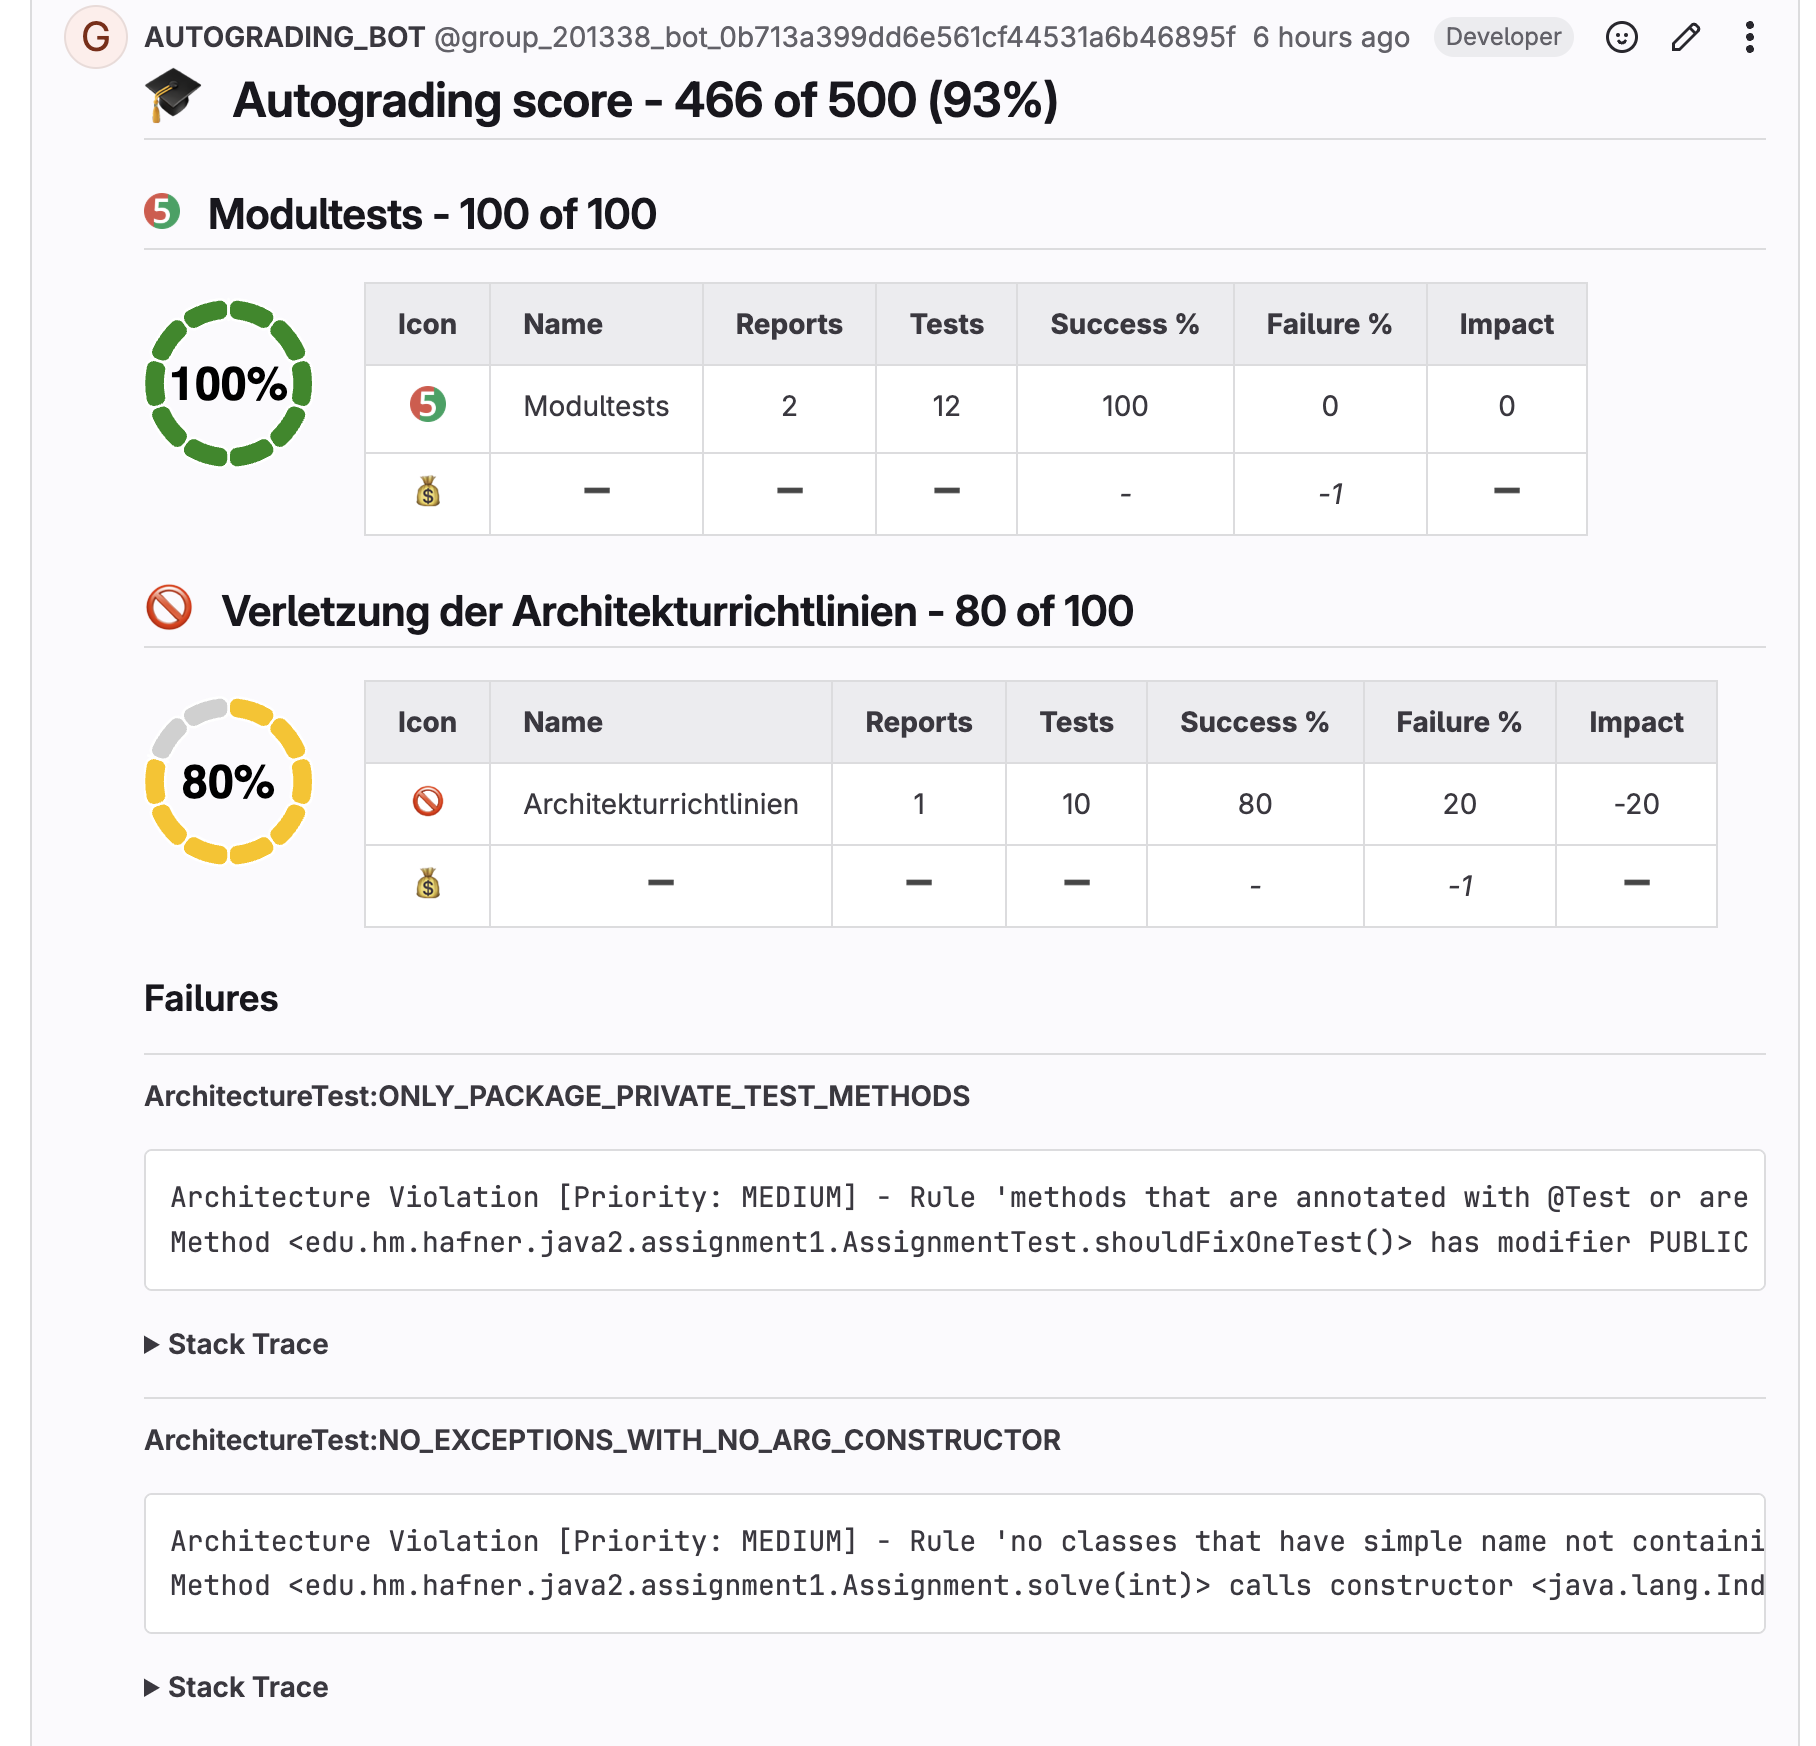 G AUTOGRADING_BOT @group_201338_bot_0b713a399dd6e561cf44531a6b46895f 6 hours ago Developer
Autograding score - 466 of 500 (93%)
5 Modultests - 100 of 100
100%
Icon Name Reports Tests Success % Failure % Impact
5 Modultests 2 12 100 0 0
💰 — — — - -1 —
Verletzung der Architekturrichtlinien - 80 of 100
80%
Icon Name Reports Tests Success % Failure % Impact
Architekturrichtlinien 1 10 80 20 -20
💰 — — — - -1 —
Failures
ArchitectureTest:ONLY_PACKAGE_PRIVATE_TEST_METHODS
Architecture Violation [Priority: MEDIUM] - Rule 'methods that are annotated with @Test or are
Method <edu.hm.hafner.java2.assignment1.AssignmentTest.shouldFixOneTest()> has modifier PUBLIC
Stack Trace
ArchitectureTest:NO_EXCEPTIONS_WITH_NO_ARG_CONSTRUCTOR
Architecture Violation [Priority: MEDIUM] - Rule 'no classes that have simple name not containi
Method <edu.hm.hafner.java2.assignment1.Assignment.solve(int)> calls constructor <java.lang.Ind
Stack Trace